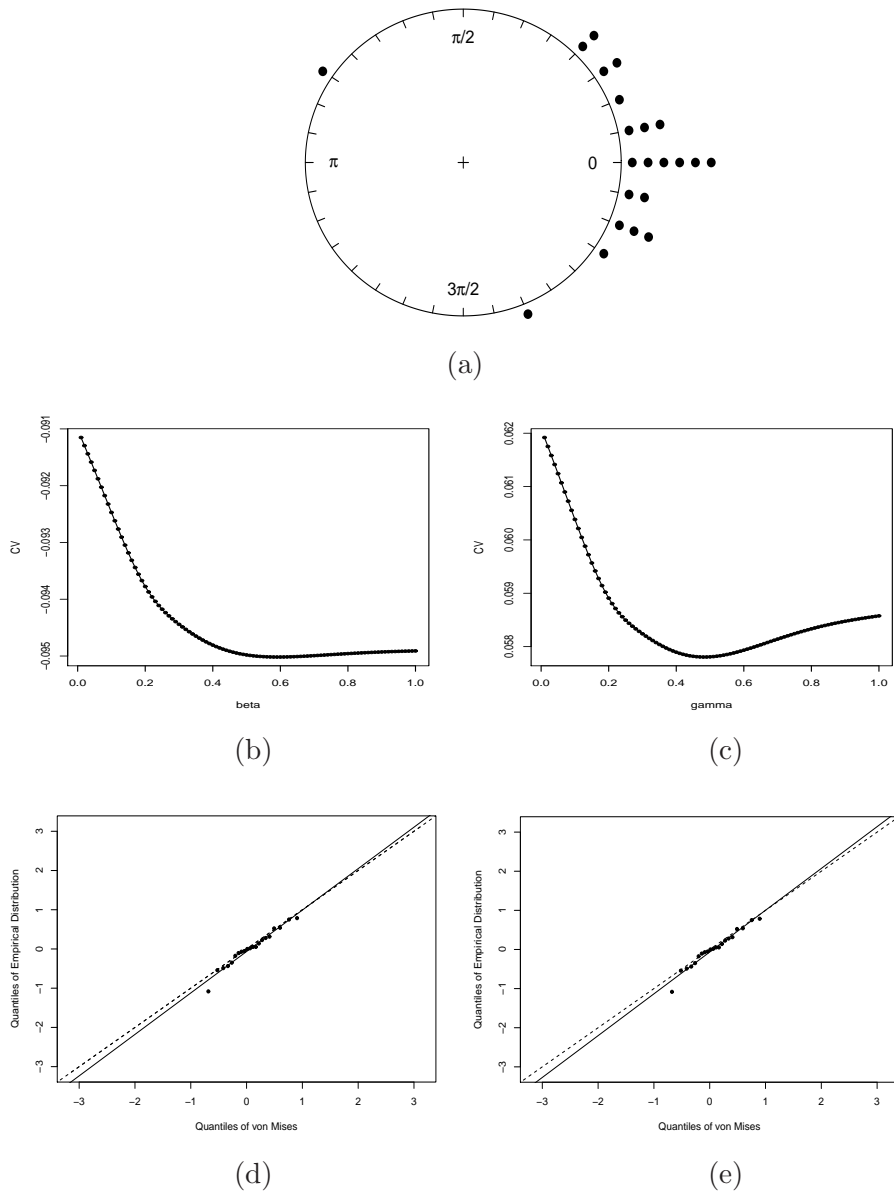 π/2
π
0
3π/2
(a)
CV
−0.091
−0.092
−0.093
−0.094
−0.095
0.0 0.2 0.4 0.6 0.8 1.0
beta
(b)
CV
0.062
0.061
0.060
0.059
0.058
0.0 0.2 0.4 0.6 0.8 1.0
gamma
(c)
Quantiles of Empirical Distribution
3
2
1
0
−1
−2
−3
−3 −2 −1 0 1 2 3
Quantiles of von Mises
(d)
Quantiles of Empirical Distribution
3
2
1
0
−1
−2
−3
−3 −2 −1 0 1 2 3
Quantiles of von Mises
(e)